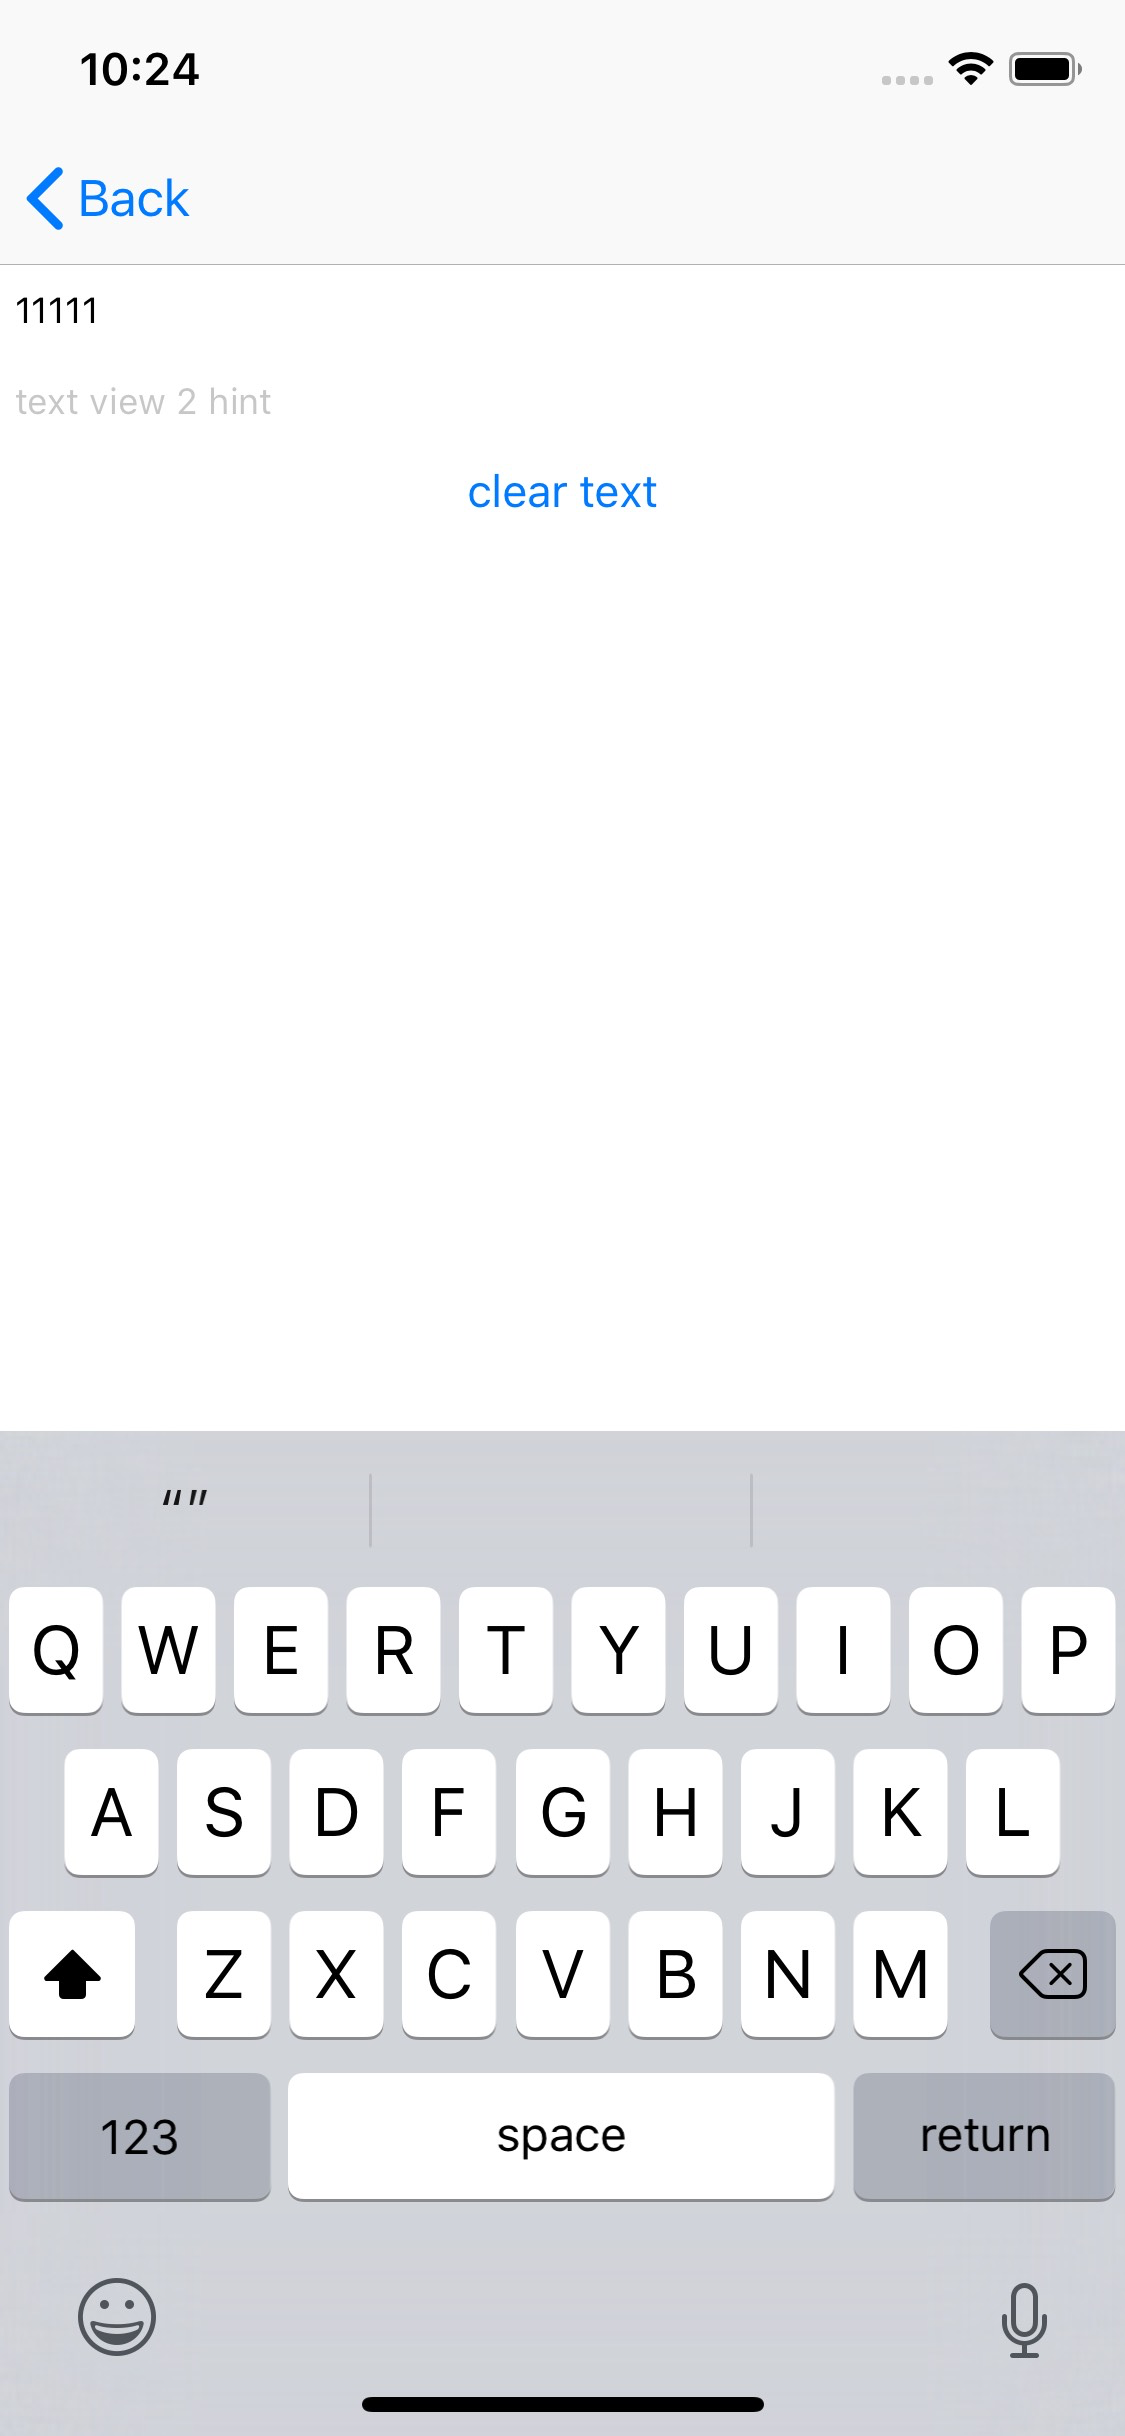 10:24
Back
11111
text view 2 hint
clear text
“”
Q W E R T Y U I O P
A S D F G H J K L
Z X C V B N M
123 space return